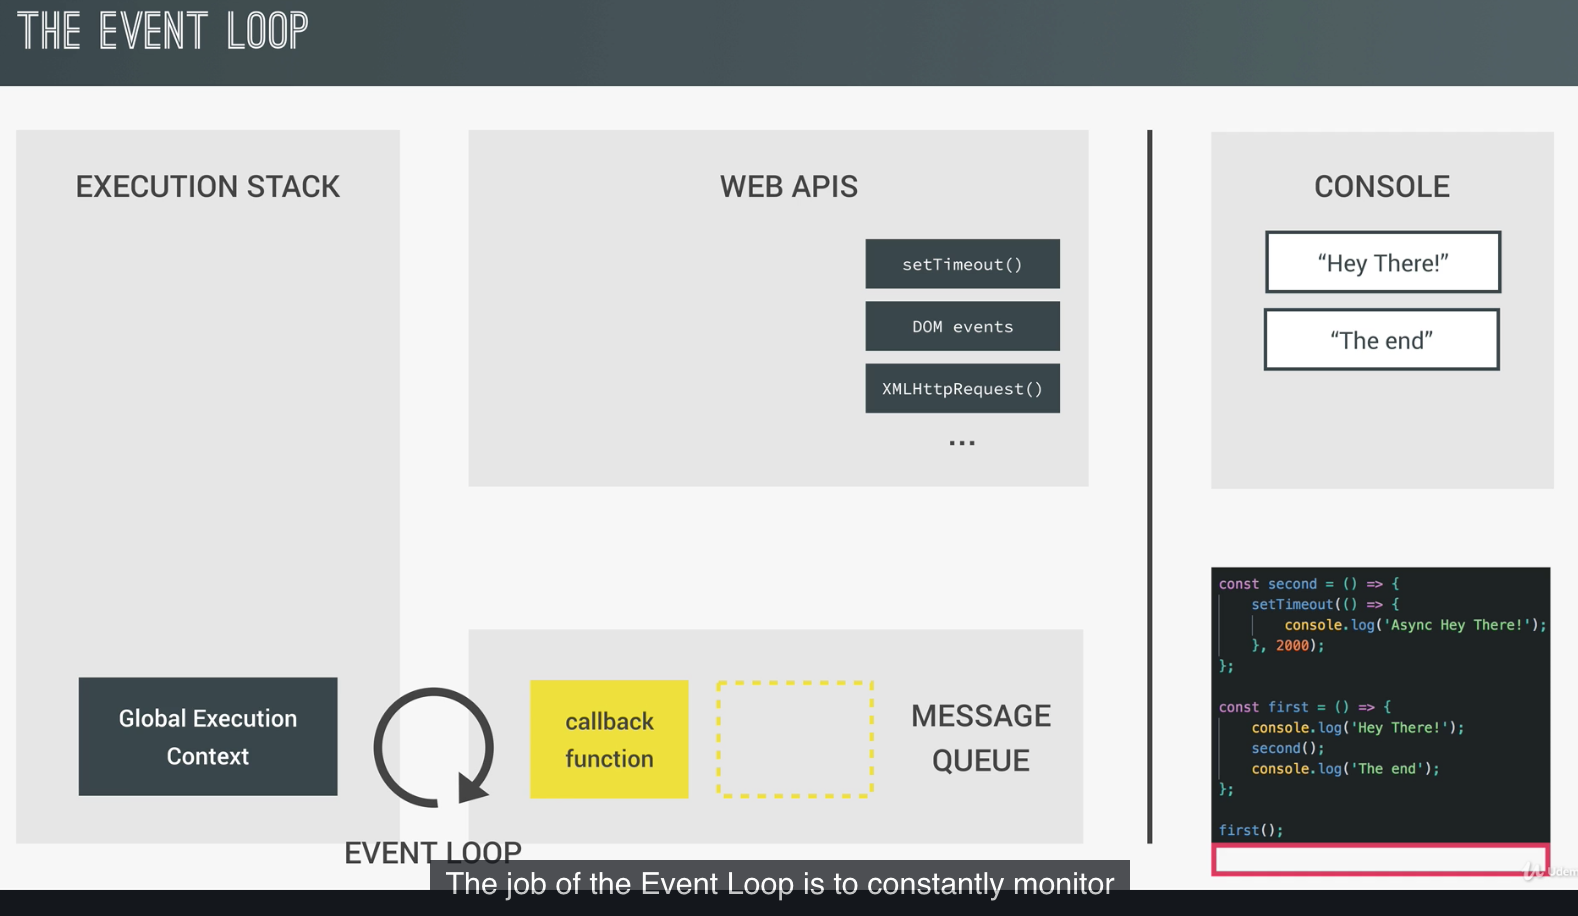 THE EVENT LOOP
EXECUTION STACK
Global Execution
Context
EVENT LOOP
WEB APIS
setTimeout()
DOM events
XMLHttpRequest()
...
callback
function
MESSAGE
QUEUE
CONSOLE
“Hey There!”
“The end”
const second = () => {
setTimeout(() => {
console.log('Async Hey There!');
}, 2000);
};
const first = () => {
console.log('Hey There!');
second();
console.log('The end');
};
first();
The job of the Event Loop is to constantly monitor